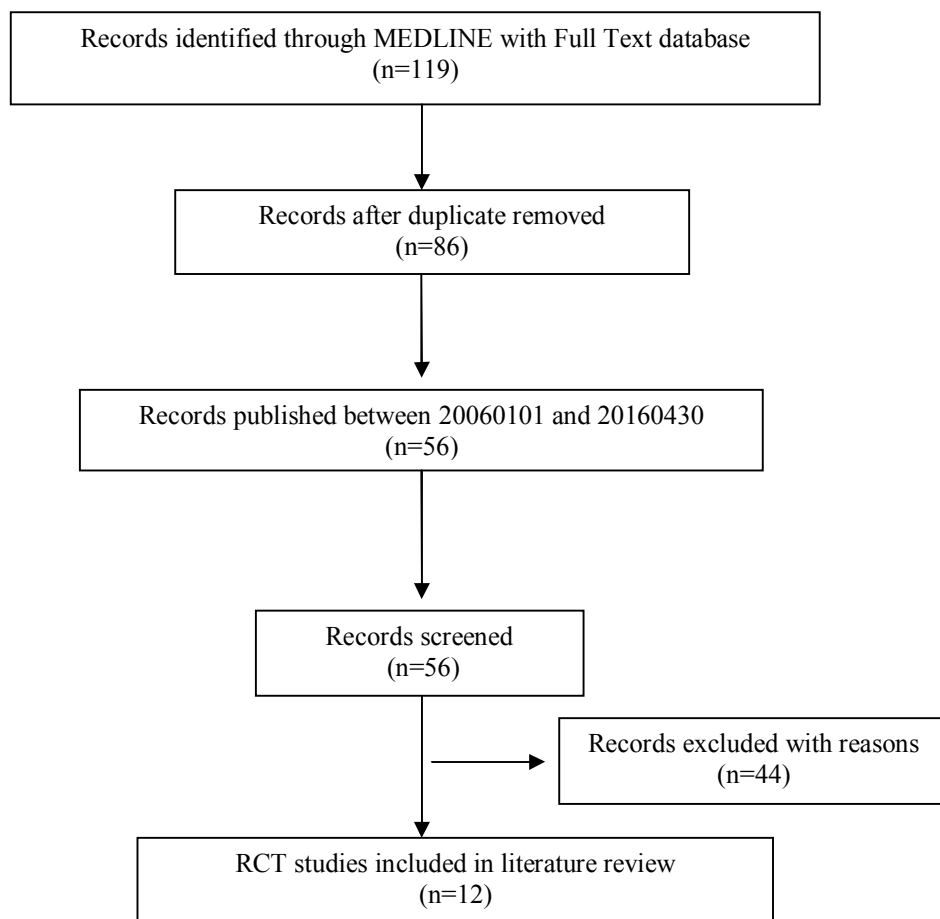 Records identified through MEDLINE with Full Text database
(n=119)
Records after duplicate removed
(n=86)
Records published between 20060101 and 20160430
(n=56)
Records screened
(n=56)
Records excluded with reasons
(n=44)
RCT studies included in literature review
(n=12)